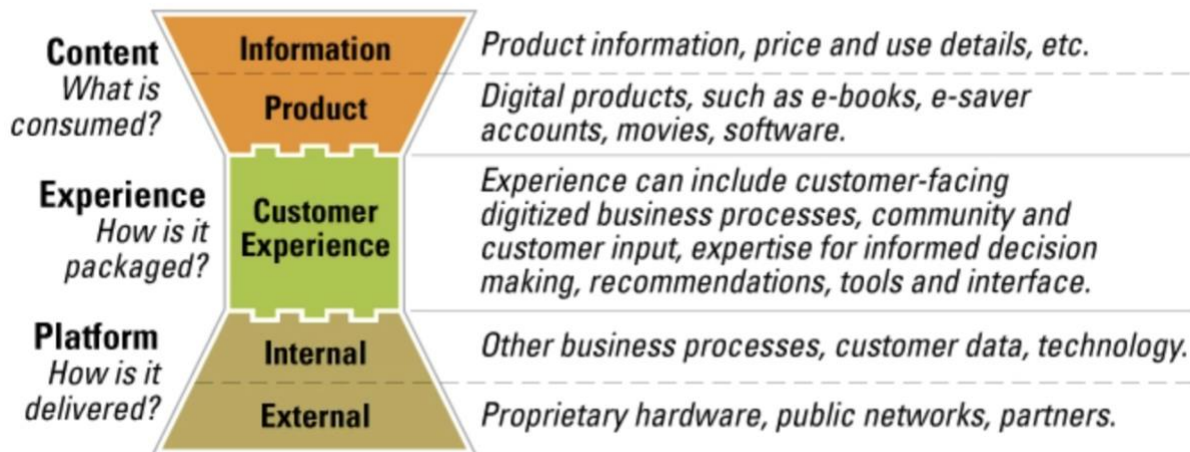 Content
What is
consumed?
Information
Product information, price and use details, etc.
Product
Digital products, such as e-books, e-saver
accounts, movies, software.
Experience
How is it
packaged?
Customer
Experience
Experience can include customer-facing
digitized business processes, community and
customer input, expertise for informed decision
making, recommendations, tools and interface.
Platform
How is it
delivered?
Internal
Other business processes, customer data, technology.
External
Proprietary hardware, public networks, partners.